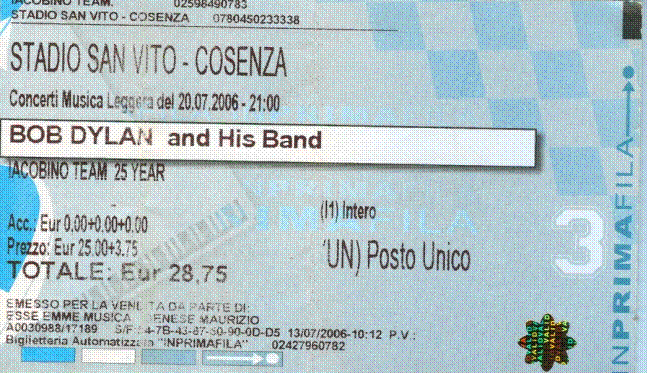 IACOBINO TEAM. 02598490783
STADIO SAN VITO - COSENZA 0780450233338
STADIO SAN VITO - COSENZA
Concerti Musica Leggera del 20.07.2006 - 21:00
BOB DYLAN and His Band
IACOBINO TEAM 25 YEAR
Acc.: Eur 0.00+0.00+0.00
(I1) Intero
Prezzo: Eur 25.00+3.75
UN) Posto Unico
TOTALE: Eur 28,75
EMESSO PER LA VENDITA DA PARTE DI:
ESSE EMME MUSICA ENESE MAURIZIO
A0030988/17189 13/07/2006-10:12 P.V.:
Biglietteria Automatizzata "INPRIMAFILA" 02427960782
3
INPRIMAFILA
VALIDO